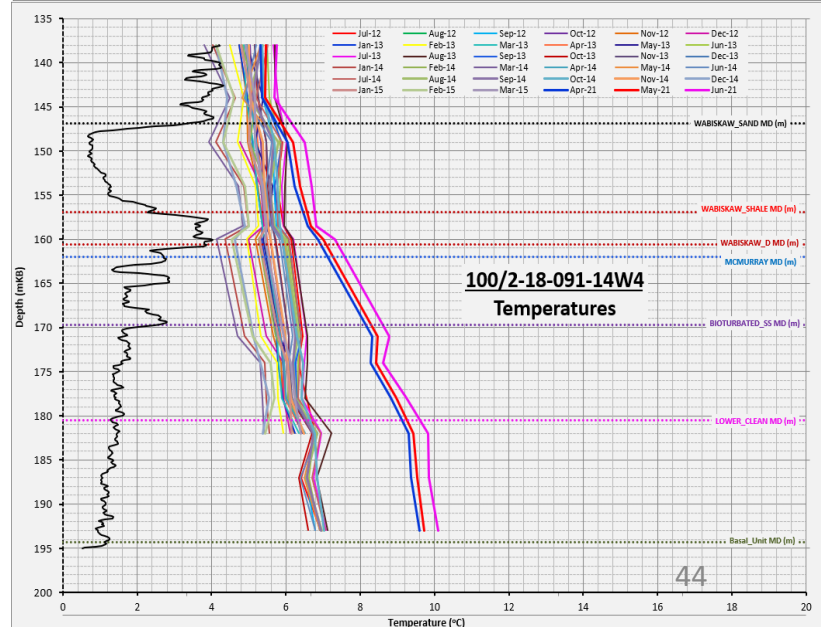 Jul-12 Aug-12 Sep-12 Oct-12 Nov-12 Dec-12
Jan-13 Feb-13 Mar-13 Apr-13 May-13 Jun-13
Jul-13 Aug-13 Sep-13 Oct-13 Nov-13 Dec-13
Jan-14 Feb-14 Mar-14 Apr-14 May-14 Jun-14
Jul-14 Aug-14 Sep-14 Oct-14 Nov-14 Dec-14
Jan-15 Feb-15 Mar-15 Apr-21 May-21 Jun-21
135
140
145
150
155
160
165
170
175
180
185
190
195
200
Depth (mKB)
WABISKAW_SAND MD (m)
WABISKAW_SHALE MD (m)
WABISKAW_D MD (m)
MCMURRAY MD (m)
100/2-18-091-14W4
Temperatures
BIOTURBATED_SS MD (m)
LOWER_CLEAN MD (m)
Basal_Unit MD (m)
44
0 2 4 6 8 10 12 14 16 18 20
Temperature (°C)